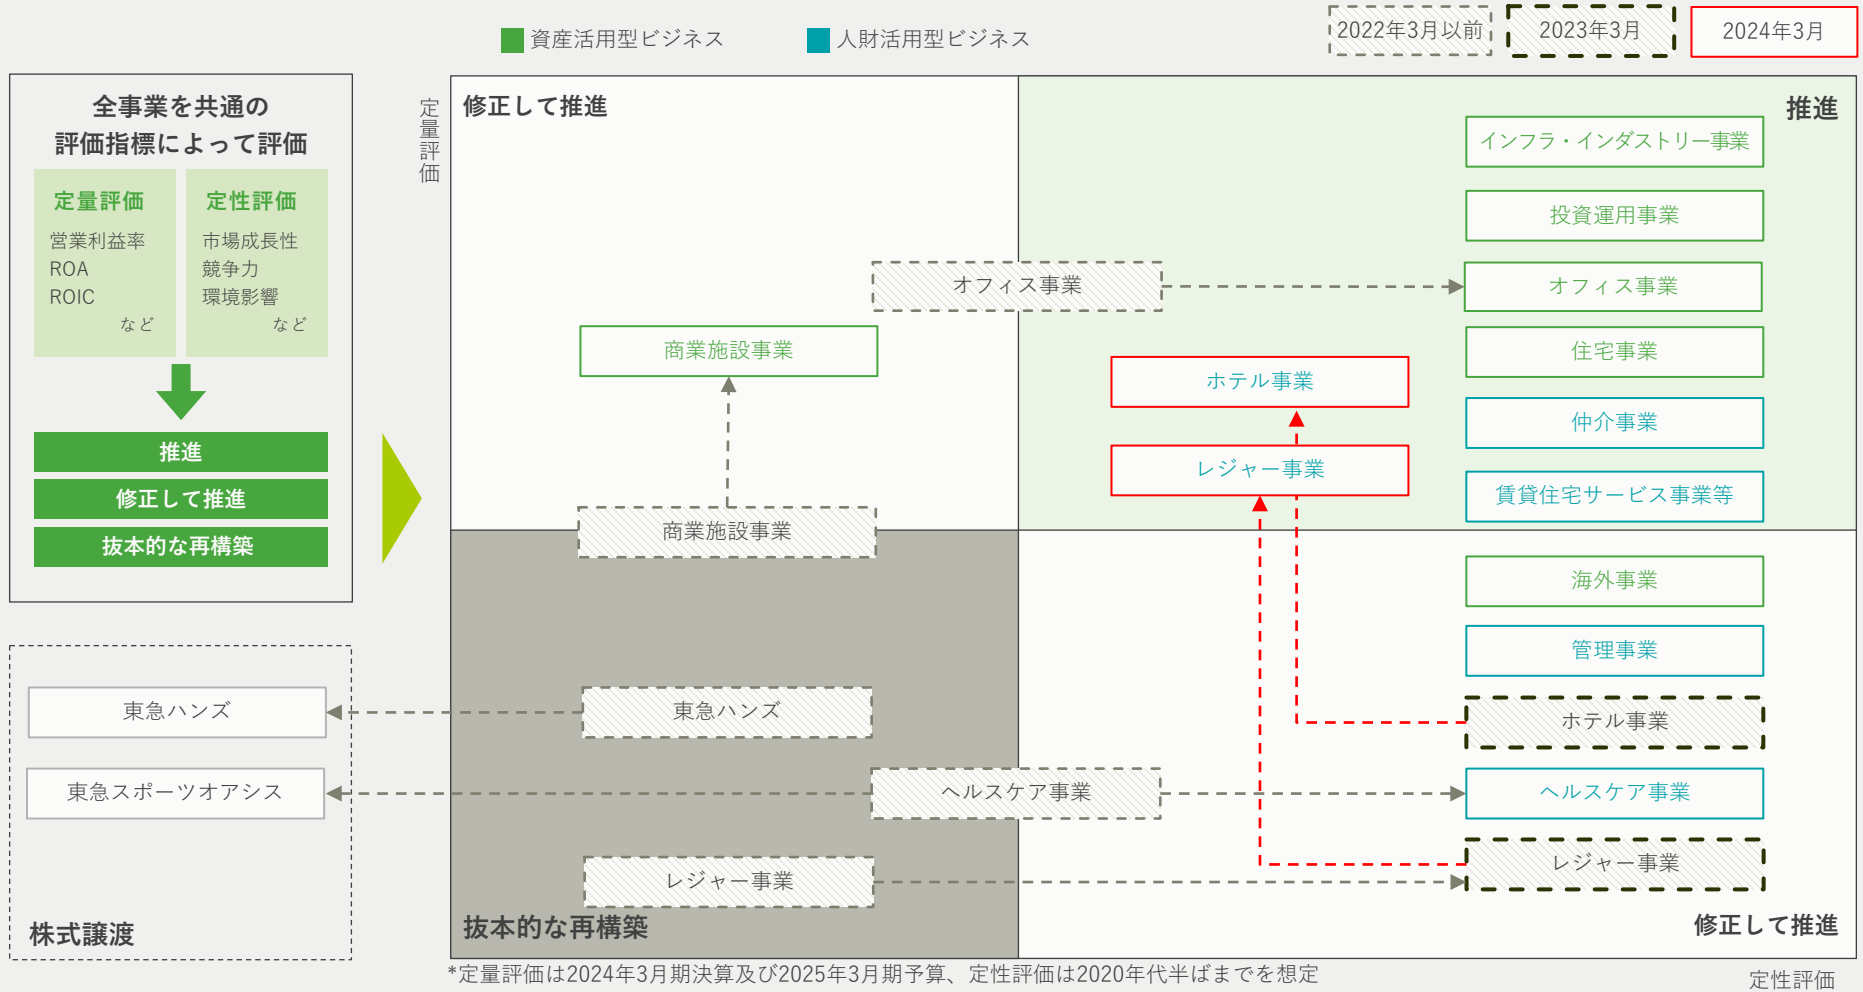 資産活用型ビジネス
人財活用型ビジネス
2022年3月以前
2023年3月
2024年3月
全事業を共通の
評価指標によって評価
定量評価
営業利益率
ROA
ROIC
など
定性評価
市場成長性
競争力
環境影響
など
推進
修正して推進
抜本的な再構築
定量評価
修正して推進
推進
インフラ・インダストリー事業
投資運用事業
オフィス事業
オフィス事業
商業施設事業
住宅事業
ホテル事業
仲介事業
レジャー事業
賃貸住宅サービス事業等
商業施設事業
海外事業
管理事業
東急ハンズ
東急ハンズ
ホテル事業
東急スポーツオアシス
ヘルスケア事業
ヘルスケア事業
レジャー事業
レジャー事業
株式譲渡
抜本的な再構築
修正して推進
*定量評価は2024年3月期決算及び2025年3月期予算、定性評価は2020年代半ばまでを想定
定性評価